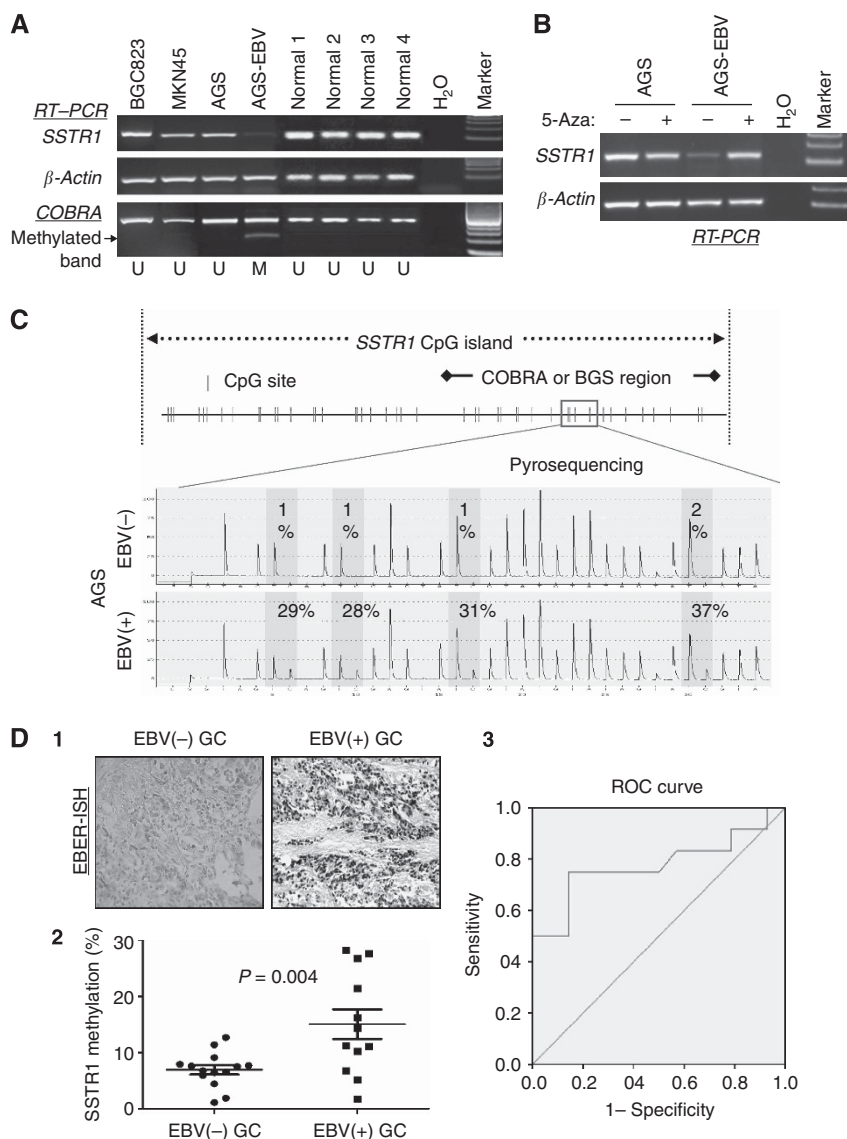 A
BGC823
MKN45
AGS
AGS-EBV
Normal 1
Normal 2
Normal 3
Normal 4
H2O
Marker
RT–PCR
SSTR1
β-Actin
COBRA
Methylated
band
U U U M U U U U
B
AGS
AGS-EBV
H2O
Marker
5-Aza: – + – +
SSTR1
β-Actin
RT-PCR
C
SSTR1 CpG island
CpG site
COBRA or BGS region
Pyrosequencing
AGS
EBV(–)
1 %
1 %
1 %
2 %
EBV(+)
29% 28% 31% 37%
D
1
EBV(–) GC
EBV(+) GC
EBER-ISH
2
SSTR1 methylation (%)
30
20
10
0
P = 0.004
EBV(–) GC
EBV(+) GC
3
ROC curve
Sensitivity
1.0
0.8
0.6
04
0.2
0.0
0.0 0.2 04 0.6 0.8 1.0
1– Specificity